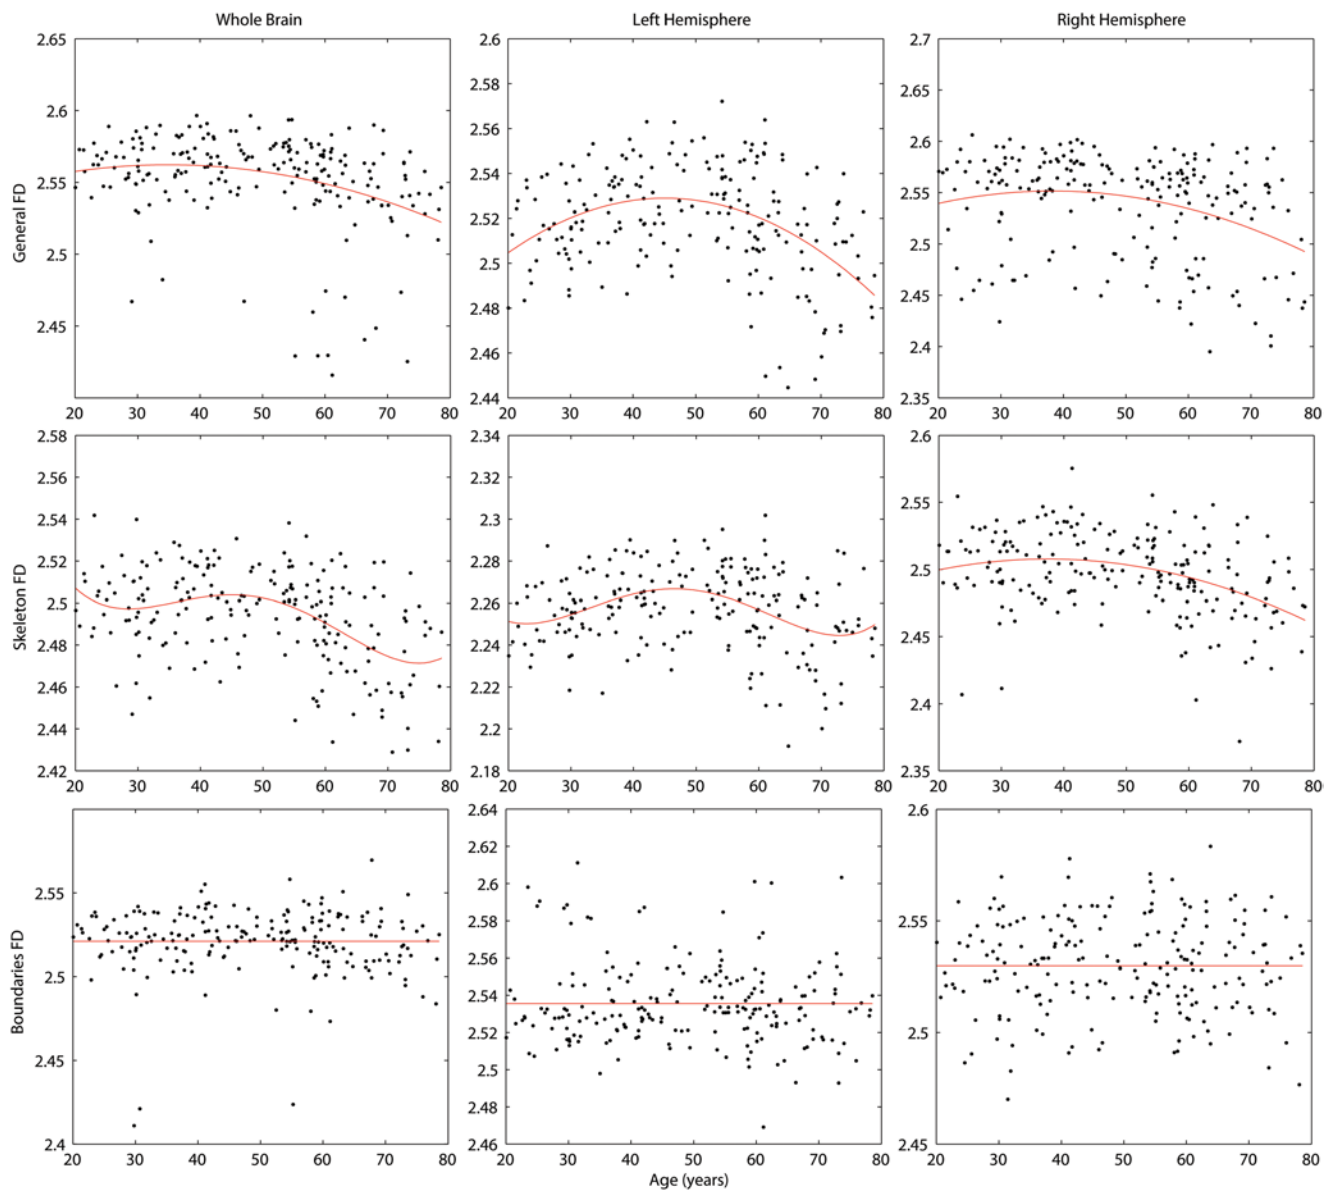 Whole Brain Left Hemisphere Right Hemisphere
General FD
2.65 2.6 2.55 2.5 2.45
20 30 40 50 60 70 80
2.6 2.58 2.56 2.54 2.52 2.5 2.48 2.46 2.44
20 30 40 50 60 70 80
2.7 2.65 2.6 2.55 2.5 2.45 2.4 2.35
20 30 40 50 60 70 80
Skeleton FD
2.58 2.56 2.54 2.52 2.5 2.48 2.46 2.44 2.42
20 30 40 50 60 70 80
2.34 2.32 2.3 2.28 2.26 2.24 2.22 2.2 2.18
20 30 40 50 60 70 80
2.6 2.55 2.5 2.45 2.4 2.35
20 30 40 50 60 70 80
Boundaries FD
2.55 2.5 2.45 2.4
20 30 40 50 60 70 80
2.64 2.62 2.6 2.58 2.56 2.54 2.52 2.5 2.48 2.46
20 30 40 50 60 70 80
2.6 2.55 2.5 2.45
20 30 40 50 60 70 80
Age (years)